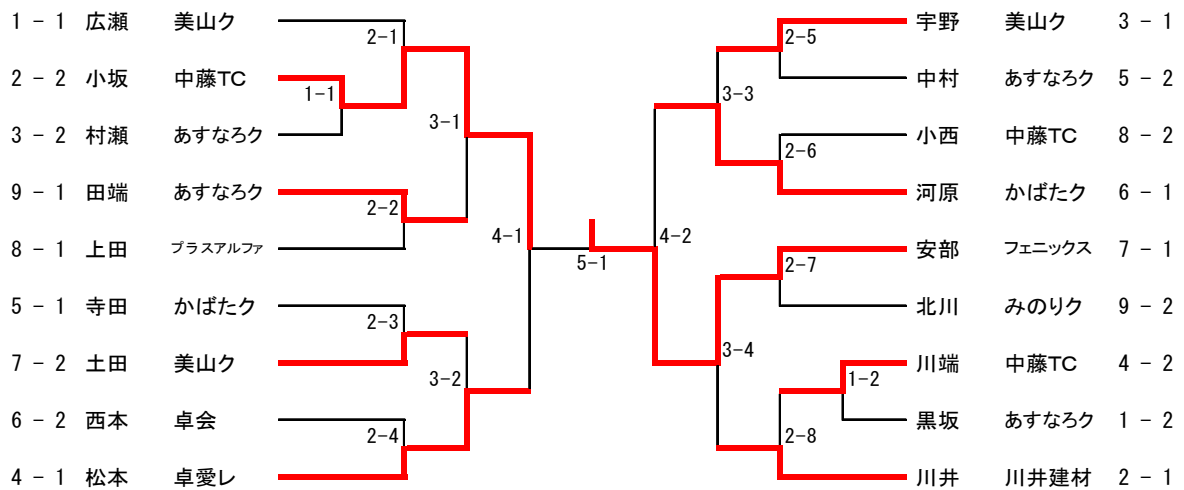 1 - 1 広瀬 美山ク
2 - 2 小坂 中藤TC
3 - 2 村瀬 あすなろク
9 - 1 田端 あすなろク
8 - 1 上田 プラスアルファ
5 - 1 寺田 かばたク
7 - 2 土田 美山ク
6 - 2 西本 卓会
4 - 1 松本 卓愛レ
2-1
1-1
3-1
2-2
4-1
2-3
3-2
2-4
5-1
2-5
3-3
2-6
4-2
2-7
3-4
1-2
2-8
宇野 美山ク 3 - 1
中村 あすなろク 5 - 2
小西 中藤TC 8 - 2
河原 かばたク 6 - 1
安部 フェニックス 7 - 1
北川 みのりク 9 - 2
川端 中藤TC 4 - 2
黒坂 あすなろク 1 - 2
川井 川井建材 2 - 1